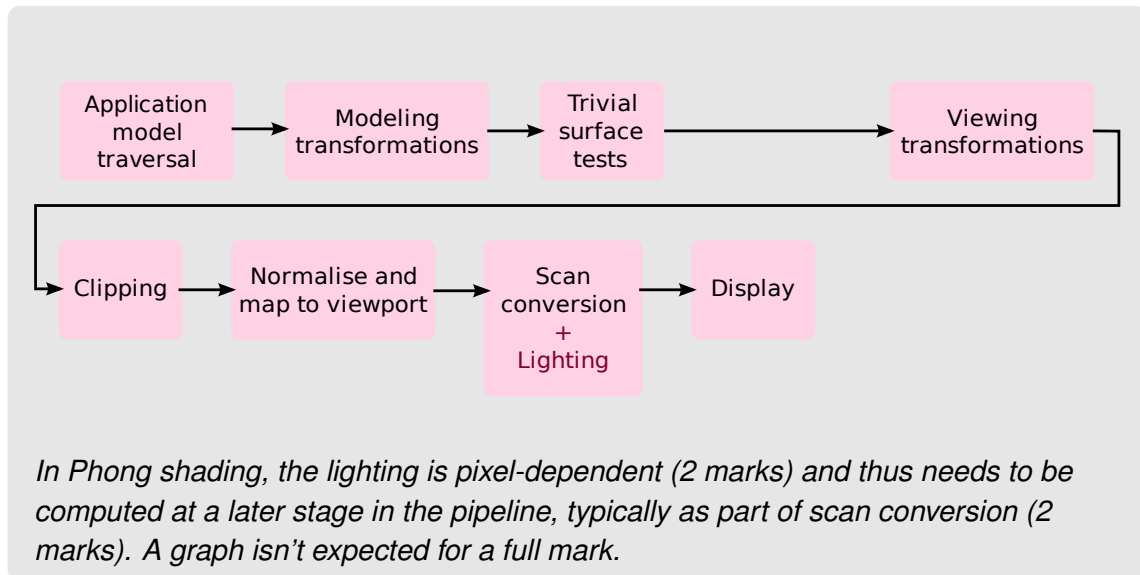 Application
model
traversal
Modeling
transformations
Trivial
surface
tests
Viewing
transformations
Clipping
Normalise and
map to viewport
Scan
conversion
+
Lighting
Display
In Phong shading, the lighting is pixel-dependent (2 marks) and thus needs to be
computed at a later stage in the pipeline, typically as part of scan conversion (2
marks). A graph isn't expected for a full mark.